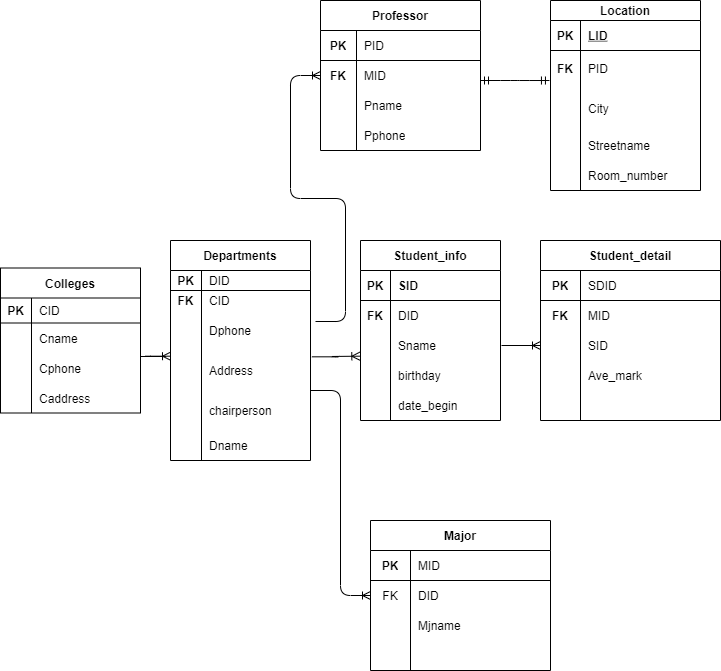 Professor
PK PID
FK MID
Pname
Pphone
Location
PK LID
FK PID
City
Streetname
Room_number
Colleges
PK CID
Cname
Cphone
Caddress
Departments
PK DID
FK CID
Dphone
Address
chairperson
Dname
Student_info
PK SID
FK DID
Sname
birthday
date_begin
Student_detail
PK SDID
FK MID
SID
Ave_mark
Major
PK MID
FK DID
Mjname